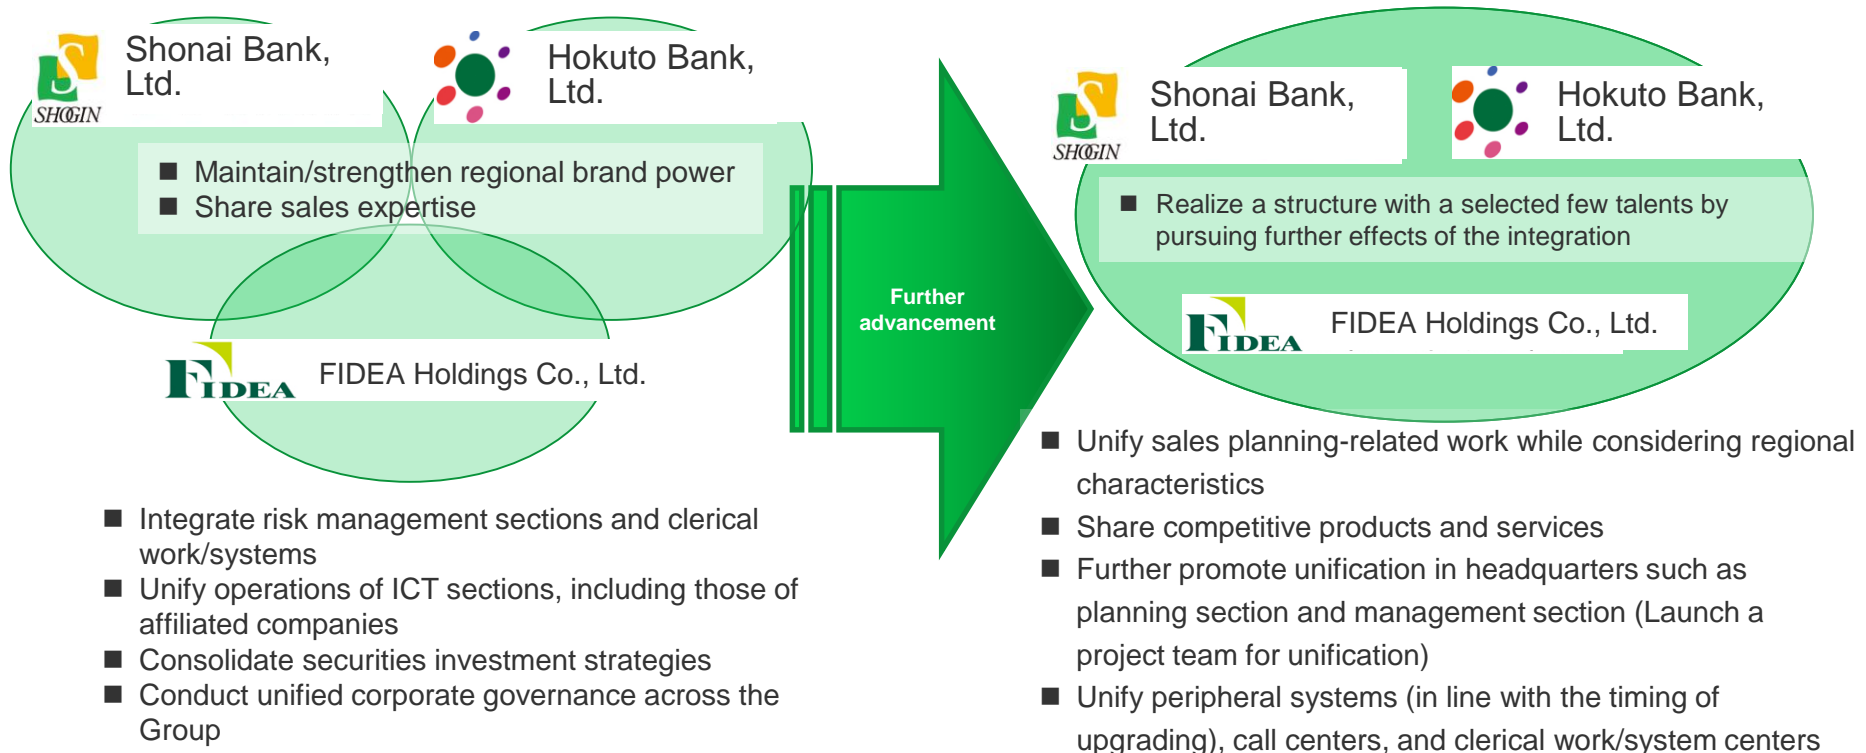 Shonai Bank,
Ltd.
SHOGIN
Hokuto Bank,
Ltd.
■ Maintain/strengthen regional brand power
■ Share sales expertise
FIDEA
FIDEA Holdings Co., Ltd.
■ Integrate risk management sections and clerical
work/systems
■ Unify operations of ICT sections, including those of
affiliated companies
■ Consolidate securities investment strategies
■ Conduct unified corporate governance across the
Group
Further
advancement
Shonai Bank,
Ltd.
SHOGIN
Hokuto Bank,
Ltd.
■ Realize a structure with a selected few talents by
pursuing further effects of the integration
FIDEA
FIDEA Holdings Co., Ltd.
■ Unify sales planning-related work while considering regional
characteristics
■ Share competitive products and services
■ Further promote unification in headquarters such as
planning section and management section (Launch a
project team for unification)
■ Unify peripheral systems (in line with the timing of
upgrading), call centers, and clerical work/system centers